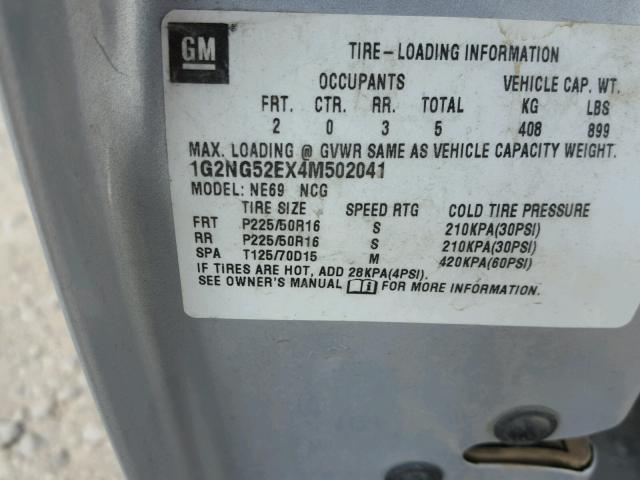 GM
TIRE-LOADING INFORMATION
OCCUPANTS VEHICLE CAP. WT.
FRT. CTR. RR. TOTAL KG LBS
2 0 3 5 408 899
MAX. LOADING @ GVWR SAME AS VEHICLE CAPACITY WEIGHT.
1G2NG52EX4M502041
MODEL: NE69 NCG
TIRE SIZE SPEED RTG COLD TIRE PRESSURE
FRT P225/50R16 S 210KPA(30PSI)
RR P225/50R16 S 210KPA(30PSI)
SPA T125/70D15 M 420KPA(60PSI)
IF TIRES ARE HOT, ADD 28KPA(4PSI).
SEE OWNER'S MANUAL i FOR MORE INFORMATION.